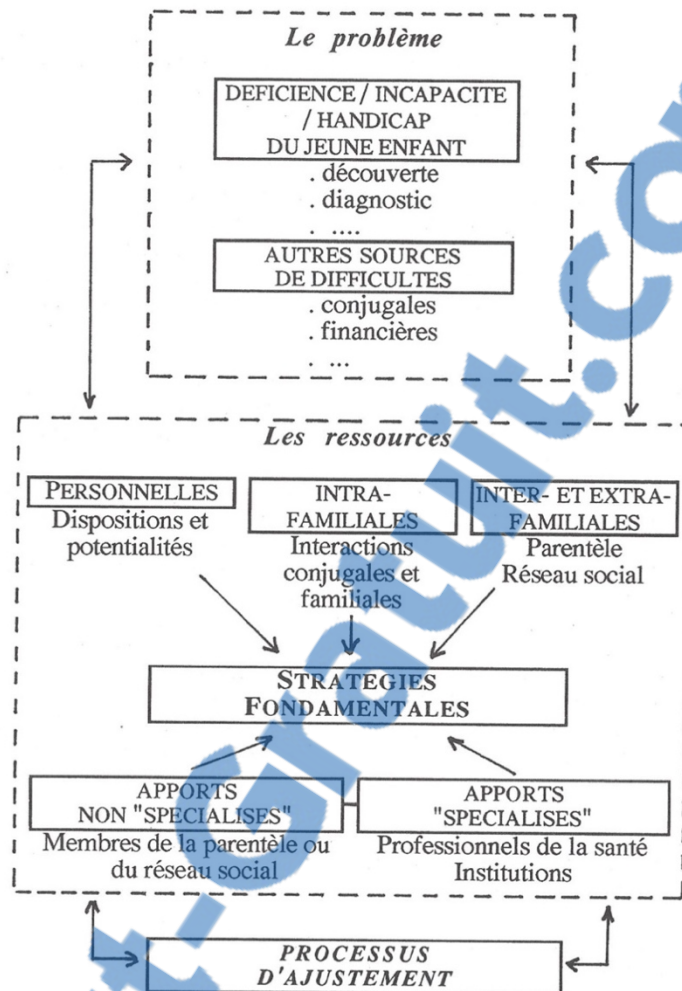 Le problème
DEFICIENCE / INCAPACITE
/ HANDICAP
DU JEUNE ENFANT
. découverte
. diagnostic
. ....
AUTRES SOURCES
DE DIFFICULTES
. conjugales
. financières
. ...
Les ressources
PERSONNELLES
Dispositions et
potentialités
INTRA-
FAMILIALES
Interactions
conjugales et
familiales
INTER- ET EXTRA-
FAMILIALES
Parentèle
Réseau social
STRATEGIES
FONDAMENTALES
APPORTS
NON "SPECIALISES"
Membres de la parentèle ou
du réseau social
APPORTS
"SPECIALISES"
Professionnels de la santé
Institutions
PROCESSUS
D'AJUSTEMENT
t-Gratuit.co